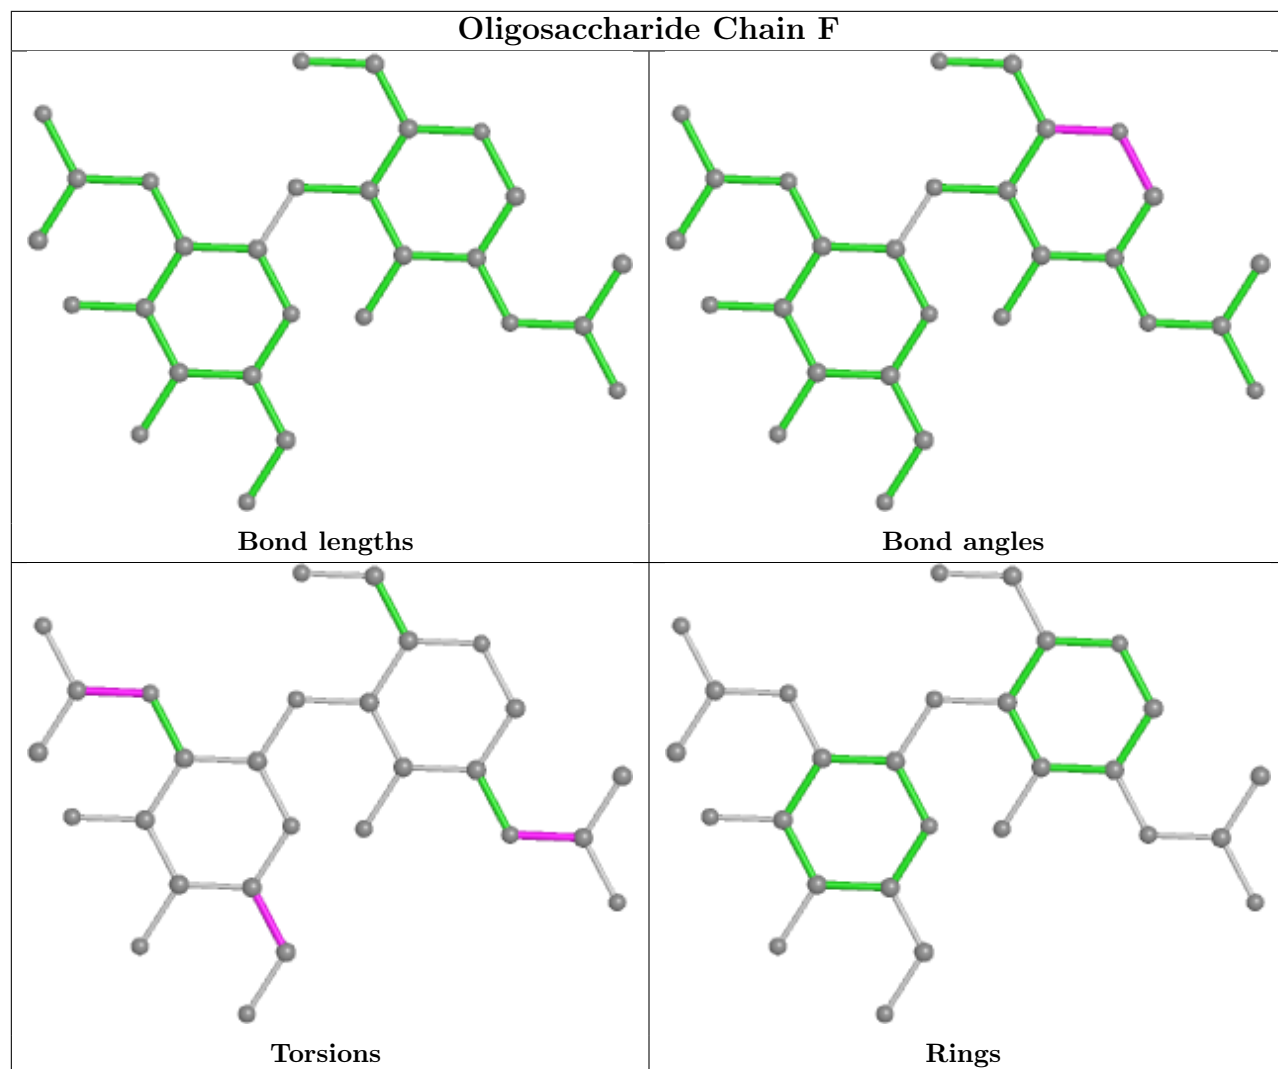 Oligosaccharide Chain F
Bond lengths
Bond angles
Torsions
Rings